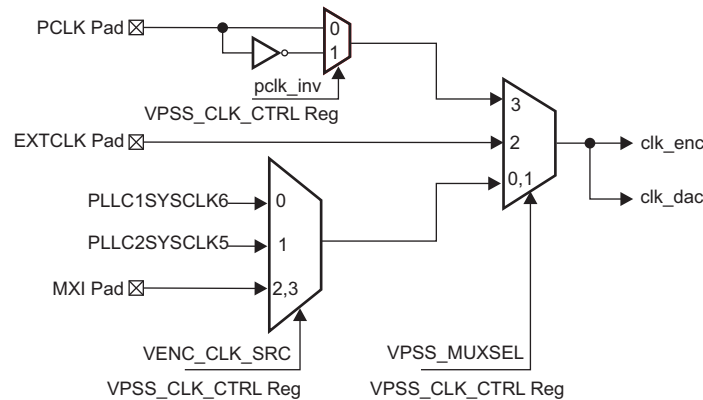 PCLK Pad
0
1
pclk_inv
VPSS_CLK_CTRL Reg
3
EXTCLK Pad
2
clk_enc
0,1
PLLC1SYSCLK6
0
clk_dac
PLLC2SYSCLK5
1
MXI Pad
2,3
VENC_CLK_SRC
VPSS_MUXSEL
VPSS_CLK_CTRL Reg
VPSS_CLK_CTRL Reg